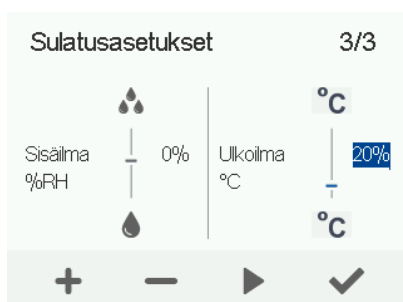 Sulatusasetukset 3/3
°C
Sisäilma 0% Ulkoilma 20%
%RH °C
°C